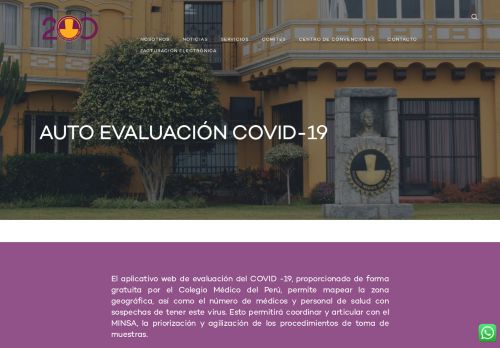 200
NOSOTROS NOTICIAS SERVICIOS COMITÉS CENTRO DE CONVENCIONES CONTACTO
FACTURACIÓN ELECTRÓNICA
AUTO EVALUACIÓN COVID-19
El aplicativo web de evaluación del COVID -19, proporcionado de forma
gratuita por el Colegio Médico del Perú, permite mapear la zona
geográfica, así como el número de médicos y personal de salud con
sospechas de tener este virus. Esto permitirá coordinar y articular con el
MINSA, la priorización y agilización de los procedimientos de toma de
muestras.